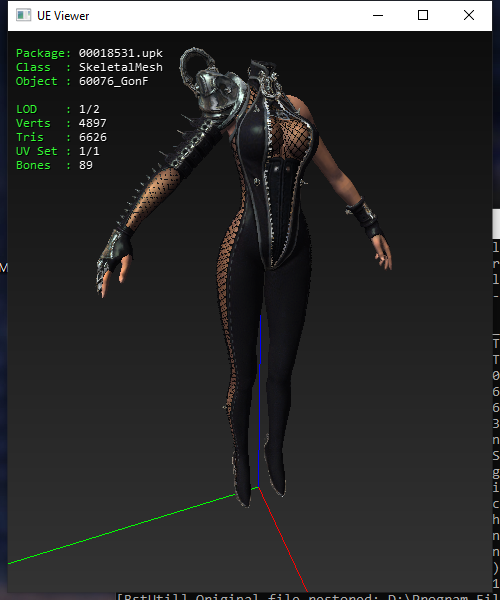 UE Viewer
Package: 00018531.upk
Class : SkeletalMesh
Object : 60076_GonF
LOD : 1/2
Verts : 4897
Tris : 6626
UV Set : 1/1
Bones : 89
[BstUtil] Original file restored: D:\Program Fil